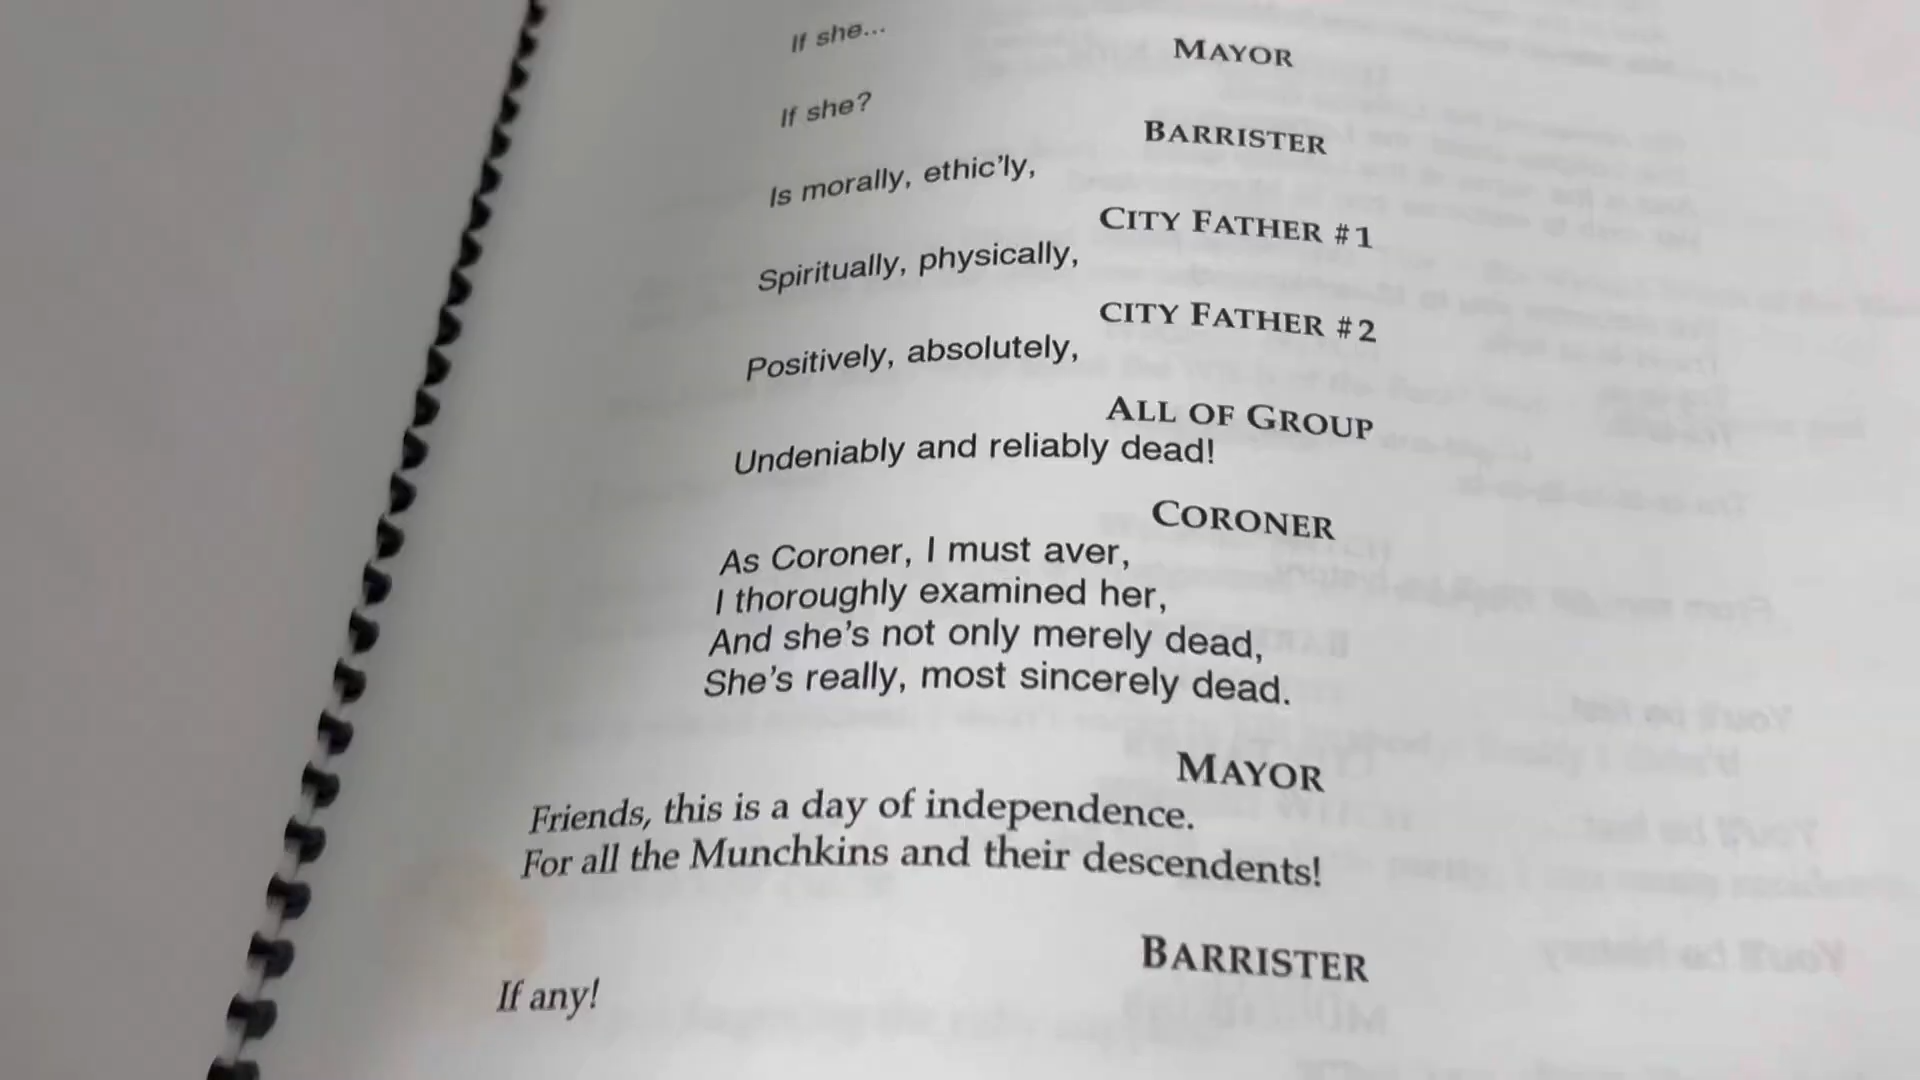 If she...
MAYOR
If she?
BARRISTER
Is morally, ethic'ly,
CITY FATHER #1
Spiritually, physically,
CITY FATHER #2
Positively, absolutely,
ALL OF GROUP
Undeniably and reliably dead!
CORONER
As Coroner, I must aver,
I thoroughly examined her,
And she's not only merely dead,
She's really, most sincerely dead.
MAYOR
Friends, this is a day of independence.
For all the Munchkins and their descendents!
BARRISTER
If any!